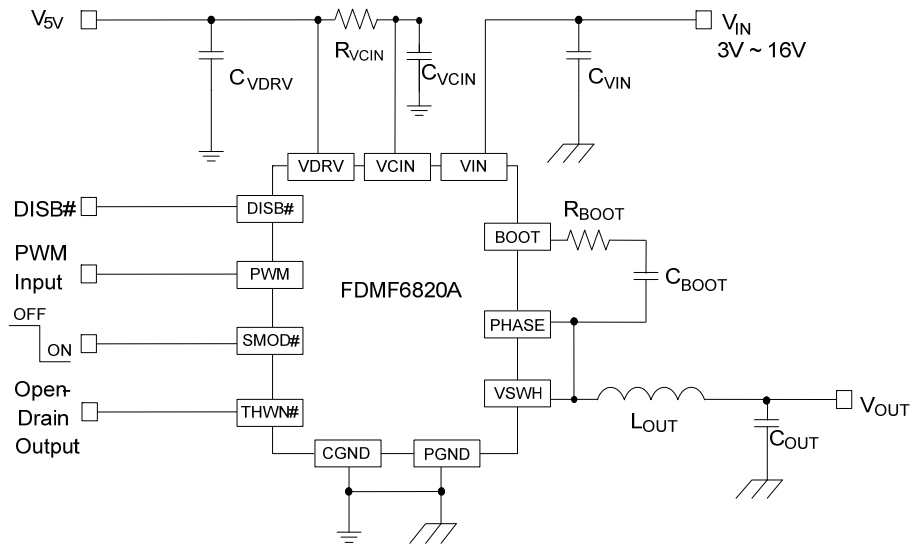 V5V
RVCIN
CVDRV
CVCIN
VIN
3V ~ 16V
CVIN
VDRV
VCIN
VIN
DISB#
DISB#
PWM
Input
PWM
OFF
ON
SMOD#
Open-
Drain
Output
THWN#
FDMF6820A
BOOT
RBOOT
CBOOT
PHASE
VSWH
LOUT
VOUT
COUT
CGND
PGND